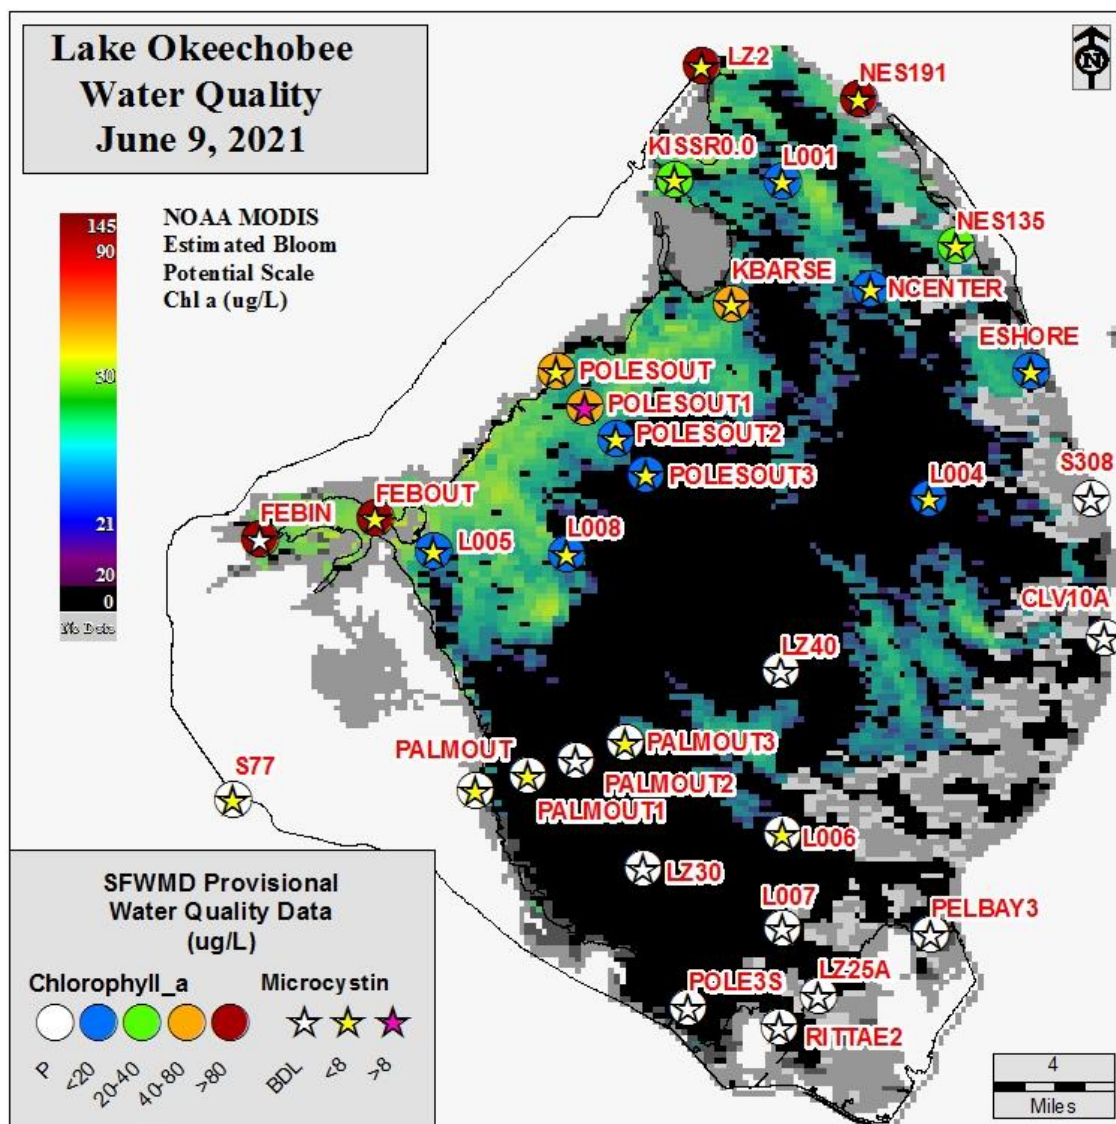 Lake Okeechobee
Water Quality
June 9, 2021
N
LZ2
NES191
KISSR0.0
L001
NOAA MODIS
Estimated Bloom
Potential Scale
Chl a (ug/L)
145
90
30
21
20
0
No Data
NES135
KBARSE
NCENTER
ESHORE
POLESOUT
POLESOUT1
POLESOUT2
POLESOUT3
S308
L004
FEBOUT
FEBIN
L005
L008
CLV10A
LZ40
PALMOUT
PALMOUT3
S77
PALMOUT2
PALMOUT1
L006
LZ30
L007
PELBAY3
LZ25A
POLE3S
RITTAE2
SFWMD Provisional
Water Quality Data
(ug/L)
Chlorophyll_a
Microcystin
P
<20
20-40
40-80
>80
BDL
<8
>8
4
Miles